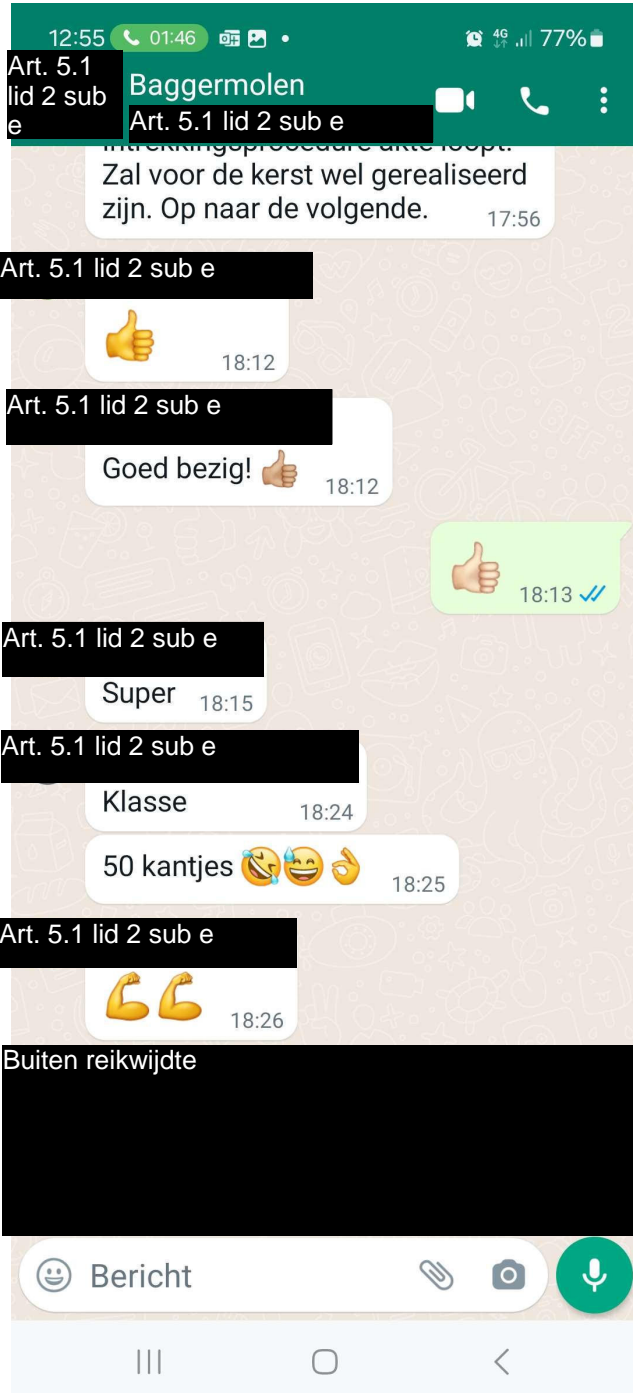 12:55 01:46 4G 77%
Art. 5.1
lid 2 sub
e
Baggermolen
Art. 5.1 lid 2 sub e
Intrekkingsprocedure akte loopt.
Zal voor de kerst wel gerealiseerd
zijn. Op naar de volgende. 17:56
Art. 5.1 lid 2 sub e
👍 18:12
Art. 5.1 lid 2 sub e
Goed bezig! 👍🏼 18:12
👍🏻 18:13
Art. 5.1 lid 2 sub e
Super 18:15
Art. 5.1 lid 2 sub e
Klasse 18:24
50 kantjes 🤣😅👌 18:25
Art. 5.1 lid 2 sub e
💪💪 18:26
Buiten reikwijdte
Bericht